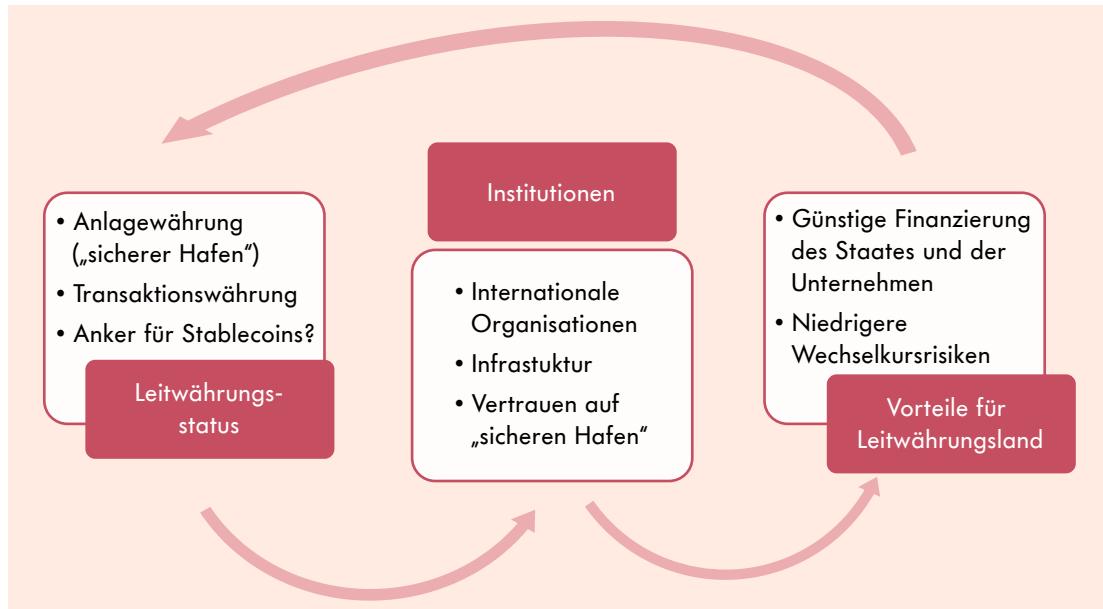 • Anlagewährung
(„sicherer Hafen“)
• Transaktionswährung
• Anker für Stablecoins?
Leitwährungs-
status
Institutionen
• Internationale
Organisationen
• Infrastuktur
• Vertrauen auf
„sicheren Hafen“
• Günstige Finanzierung
des Staates und der
Unternehmen
• Niedrigere
Wechselkursrisiken
Vorteile für
Leitwährungsland